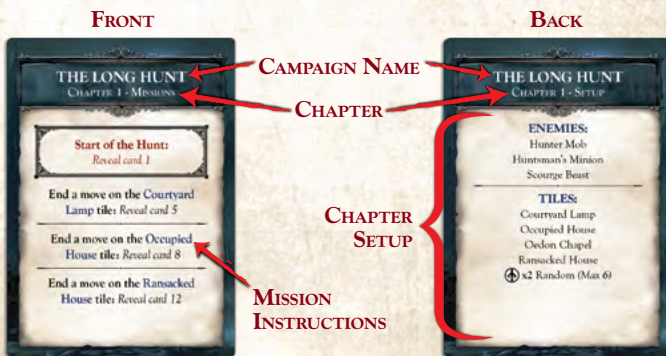 FRONT
THE LONG HUNT
CHAPTER 1 - MISSIONS
Start of the Hunt:
Reveal card 1
End a move on the Courtyard
Lamp tile: Reveal card 5
End a move on the Occupied
House tile: Reveal card 8
End a move on the Ransacked
House tile: Reveal card 12
CAMPAIGN NAME
CHAPTER
CHAPTER
SETUP
MISSION
INSTRUCTIONS
BACK
THE LONG HUNT
CHAPTER 1 - SETUP
ENEMIES:
Hunter Mob
Huntsman's Minion
Scourge Beast
TILES:
Courtyard Lamp
Occupied House
Oedon Chapel
Ransacked House
x2 Random (Max 6)